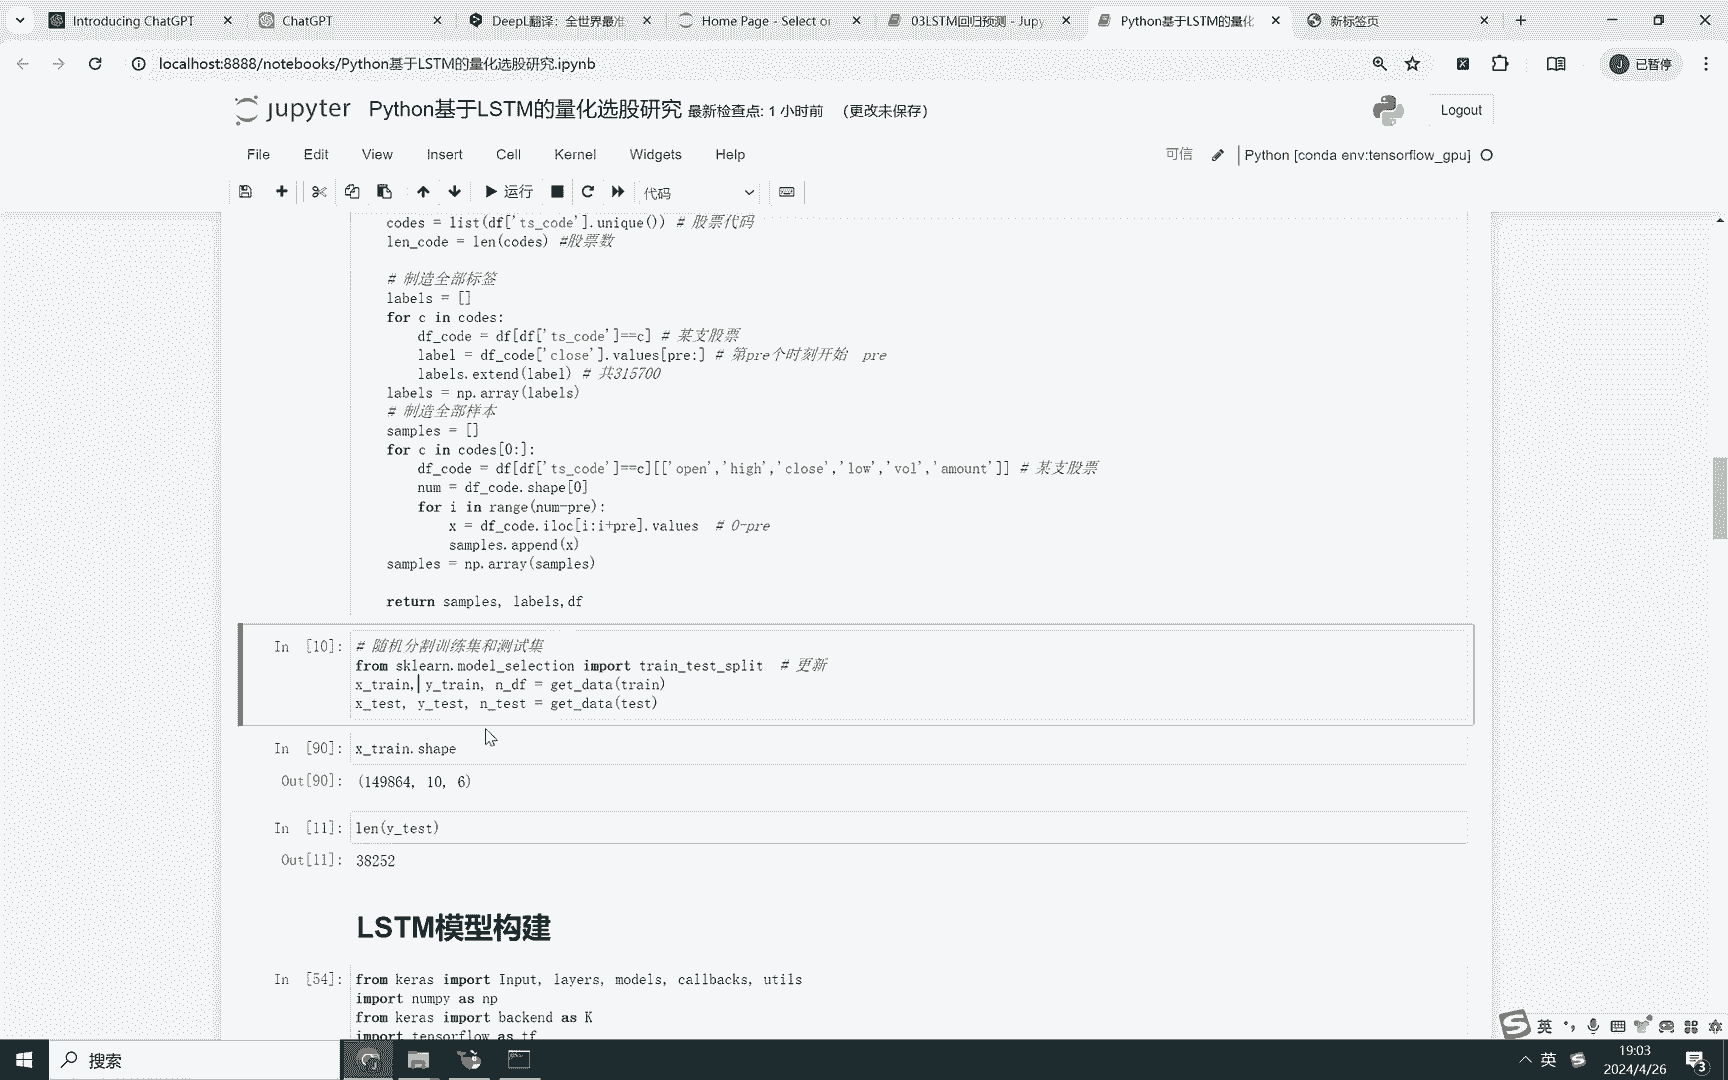 Introducing ChatGPT
ChatGPT
DeepL翻译：全世界最准
Home Page - Select or
03LSTM回归预测 - Jupy
Python基于LSTM的量化
新标签页
localhost:8888/notebooks/Python基于LSTM的量化选股研究.ipynb
已暂停
jupyter Python基于LSTM的量化选股研究 最新检查点: 1 小时前 （更改未保存）
Logout
File Edit View Insert Cell Kernel Widgets Help
可信
Python [conda env:tensorflow_gpu]
运行
代码
codes = list(df['ts_code'].unique()) # 股票代码
len_code = len(codes) #股票数
# 制造全部标签
labels = []
for c in codes:
df_code = df[df['ts_code']==c] # 某支股票
label = df_code['close'].values[pre:] # 第pre个时刻开始 pre
labels.extend(label) # 共315700
labels = np.array(labels)
# 制造全部样本
samples = []
for c in codes[0:]:
df_code = df[df['ts_code']==c][['open','high','close','low','vol','amount']] # 某支股票
num = df_code.shape[0]
for i in range(num-pre):
x = df_code.iloc[i:i+pre].values # 0-pre
samples.append(x)
samples = np.array(samples)
return samples, labels,df
In [10]: # 随机分割训练集和测试集
from sklearn.model_selection import train_test_split # 更新
x_train, y_train, n_df = get_data(train)
x_test, y_test, n_test = get_data(test)
In [90]: x_train.shape
Out[90]: (149864, 10, 6)
In [11]: len(y_test)
Out[11]: 38252
LSTM模型构建
In [54]: from keras import Input, layers, models, callbacks, utils
import numpy as np
from keras import backend as K
import tensorflow as tf
英
搜索
英
19:03
2024/4/26
3